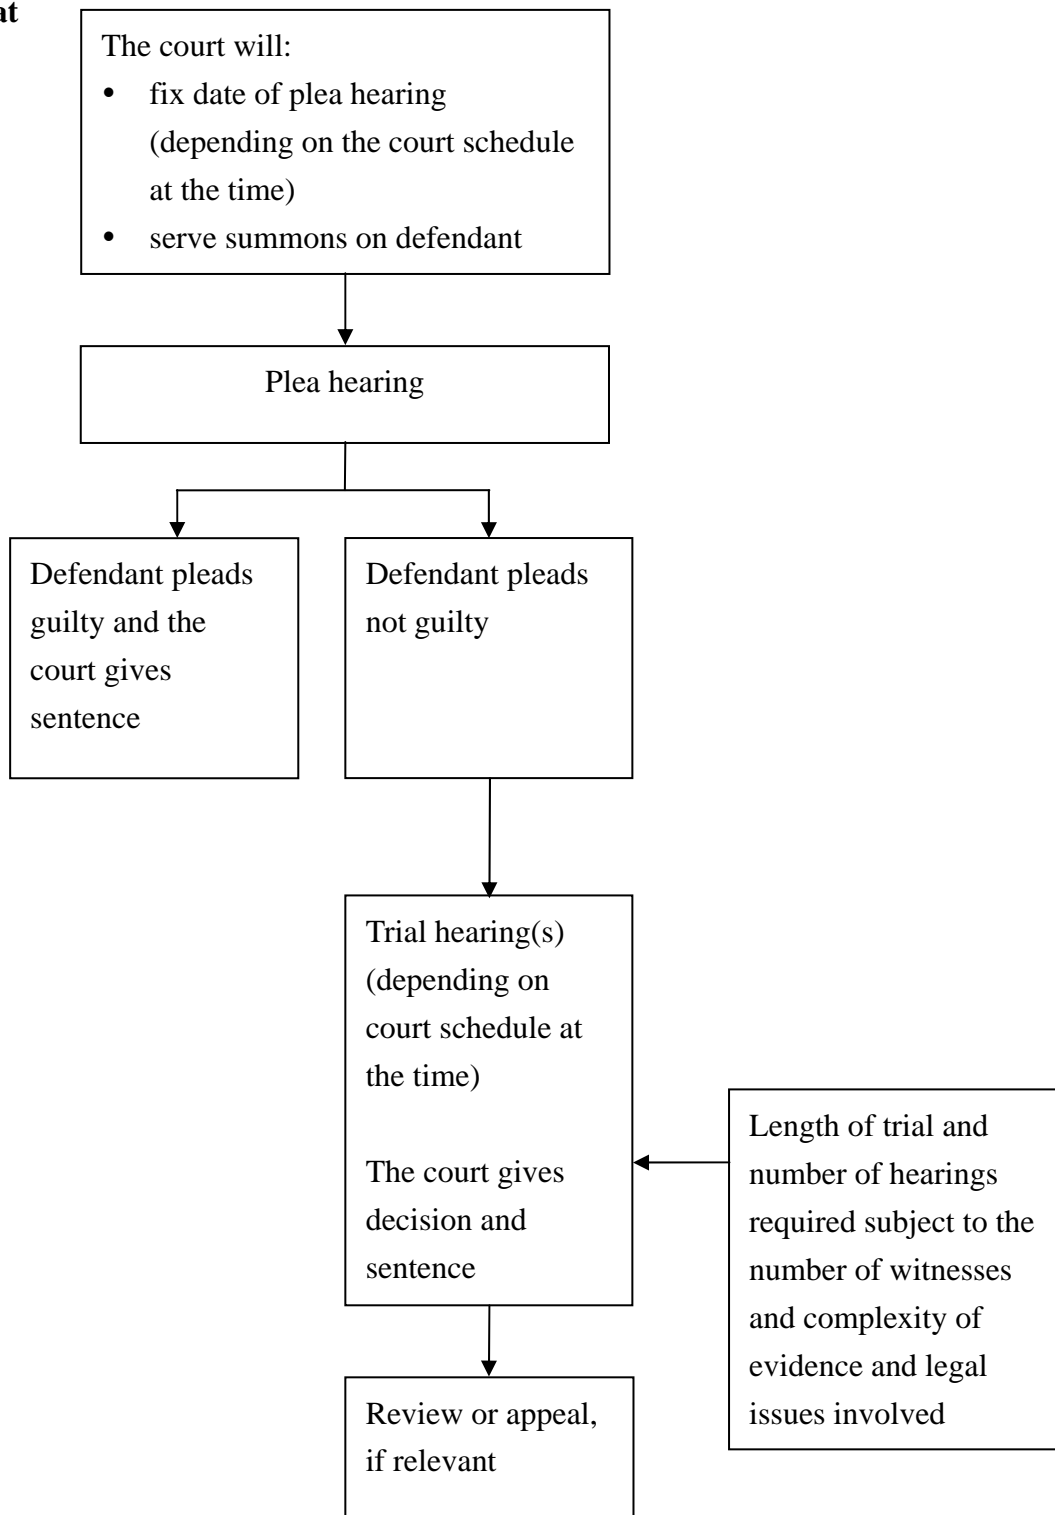 at
The court will:
• fix date of plea hearing
(depending on the court schedule
at the time)
• serve summons on defendant
Plea hearing
Defendant pleads
guilty and the
court gives
sentence
Defendant pleads
not guilty
Trial hearing(s)
(depending on
court schedule at
the time)
The court gives
decision and
sentence
Length of trial and
number of hearings
required subject to the
number of witnesses
and complexity of
evidence and legal
issues involved
Review or appeal,
if relevant